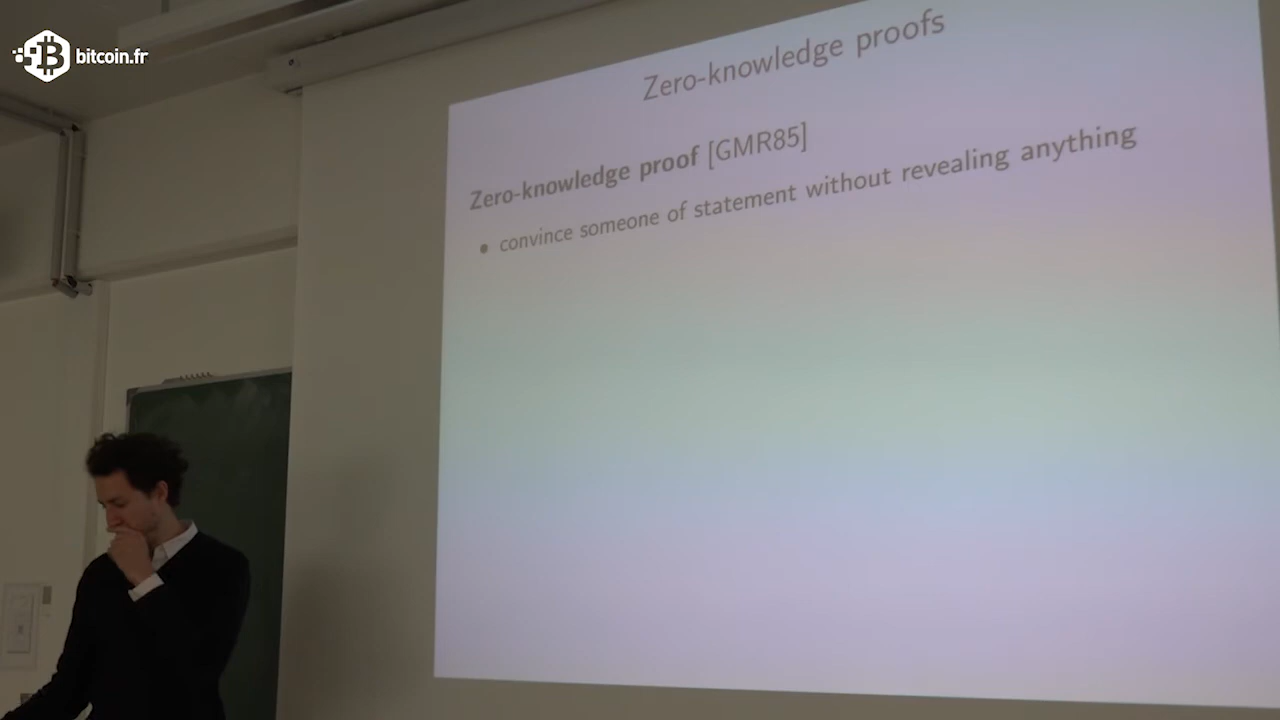 bitcoin.fr
Zero-knowledge proofs
Zero-knowledge proof [GMR85]
• convince someone of statement without revealing anything